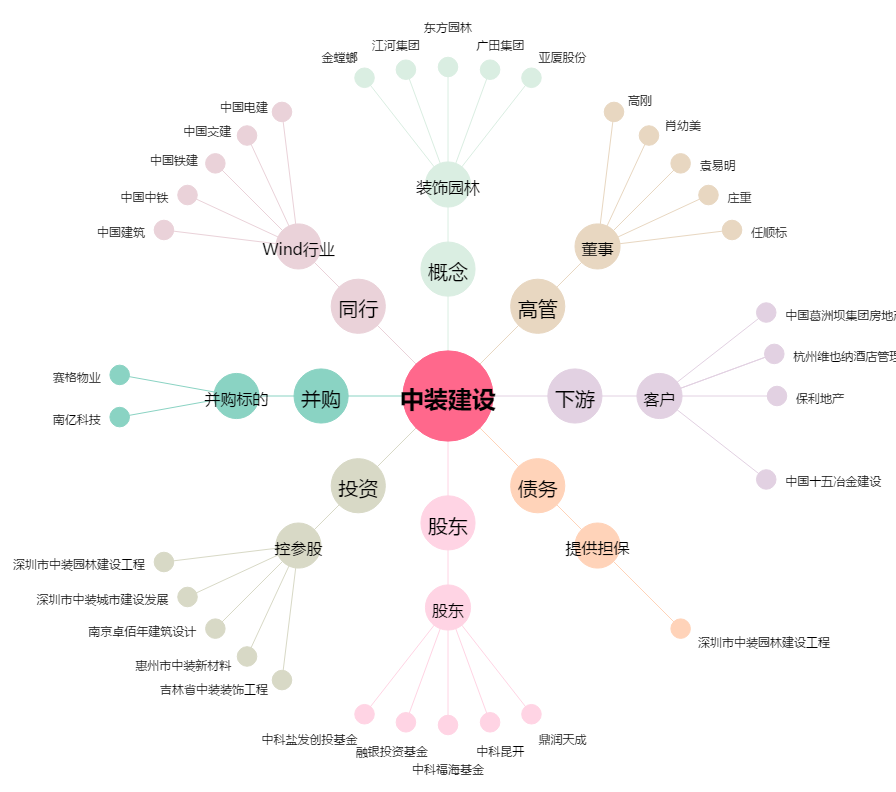 东方园林
江河集团
广田集团
金螳螂
亚厦股份
装饰园林
概念
中国电建
中国交建
中国铁建
中国中铁
中国建筑
Wind行业
同行
高刚
肖幼美
袁易明
庄重
任顺标
董事
高管
赛格物业
南亿科技
并购标的
并购
中装建设
下游
客户
中国葛洲坝集团房地产
杭州维也纳酒店管理
保利地产
中国十五冶金建设
投资
控参股
深圳市中装园林建设工程
深圳市中装城市建设发展
南京卓佰年建筑设计
惠州市中装新材料
吉林省中装装饰工程
股东
股东
中科盐发创投基金
融银投资基金
中科福海基金
中科昆开
鼎润天成
债务
提供担保
深圳市中装园林建设工程